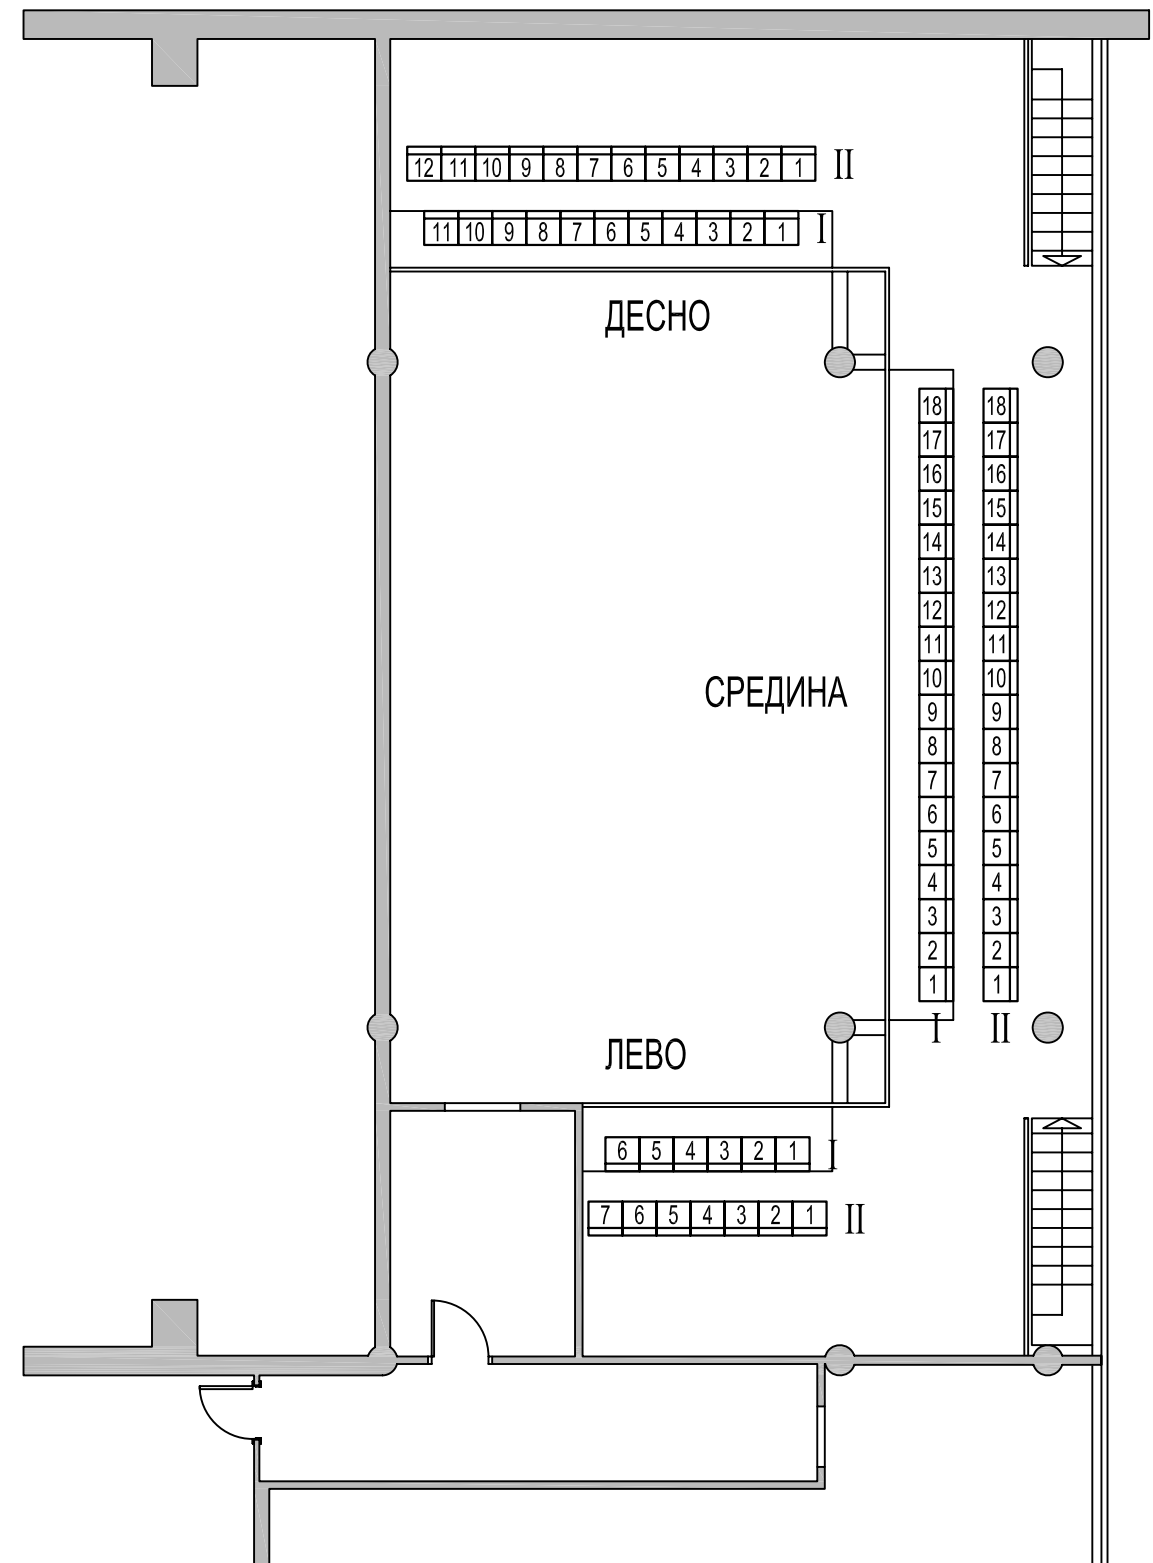 12 11 10 9 8 7 6 5 4 3 2 1 II
11 10 9 8 7 6 5 4 3 2 1 I
ДЕСНО
18 18
17 17
16 16
15 15
14 14
13 13
12 12
11 11
10 10
СРЕДИНА
9 9
8 8
7 7
6 6
5 5
4 4
3 3
2 2
1 1
I II
ЛЕВО
6 5 4 3 2 1 I
7 6 5 4 3 2 1 II